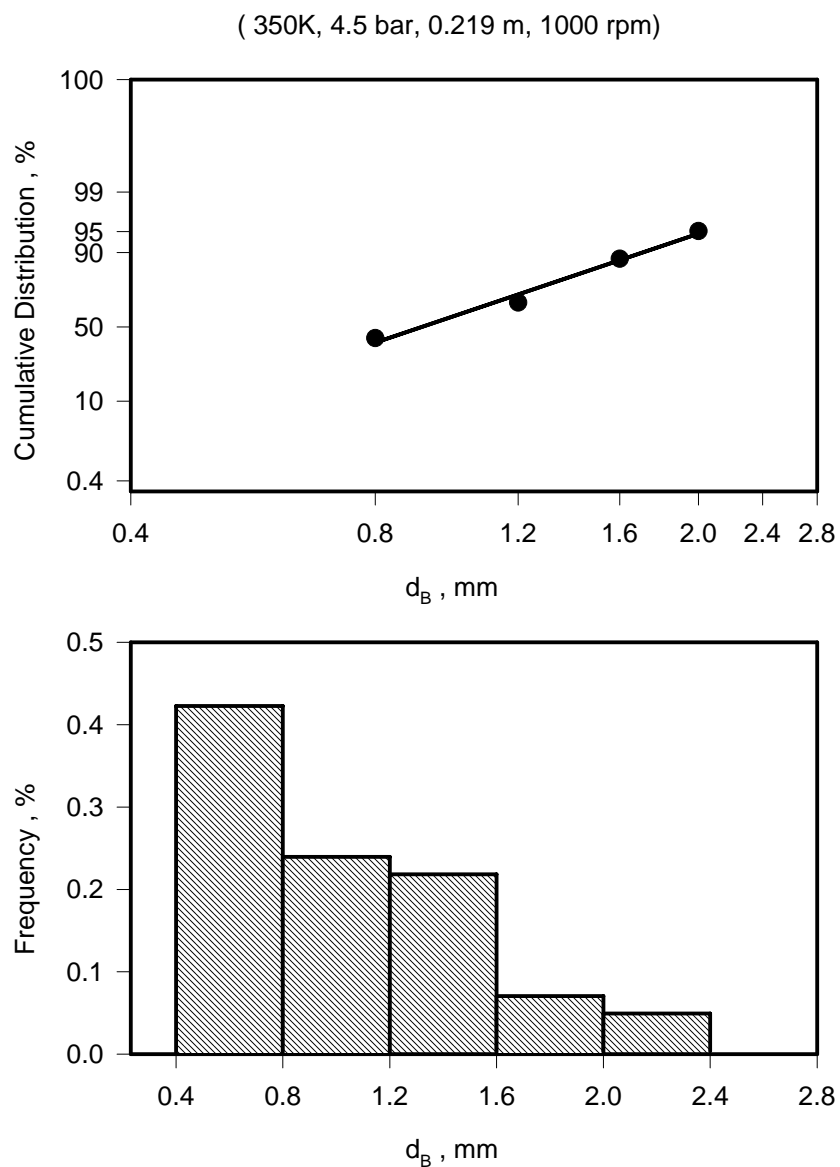 ( 350K, 4.5 bar, 0.219 m, 1000 rpm)
100
99
95
90
50
10
0.4
Cumulative Distribution , %
0.4 0.8 1.2 1.6 2.0 2.4 2.8
dB , mm
0.5
0.4
0.3
0.2
0.1
0.0
Frequency , %
0.4 0.8 1.2 1.6 2.0 2.4 2.8
dB , mm